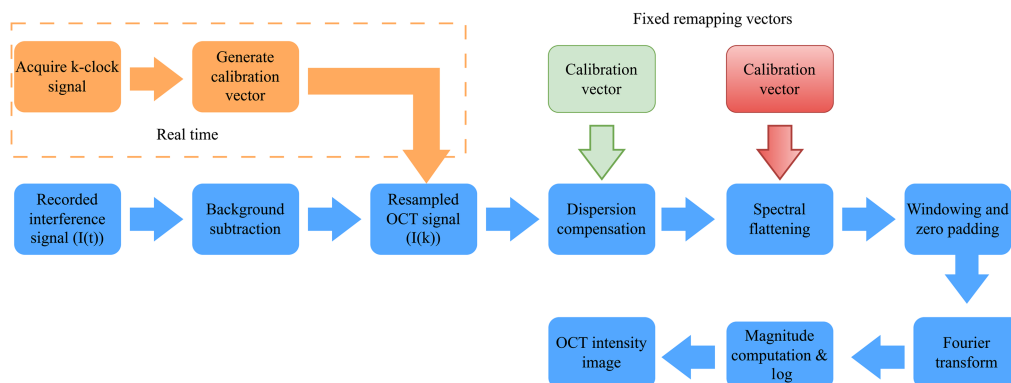 Fixed remapping vectors
Acquire k-clock
signal
Generate
calibration
vector
Calibration
vector
Calibration
vector
Real time
Recorded
interference
signal (I(t))
Background
subtraction
Resampled
OCT signal
(I(k))
Dispersion
compensation
Spectral
flattening
Windowing and
zero padding
OCT intensity
image
Magnitude
computation &
log
Fourier
transform